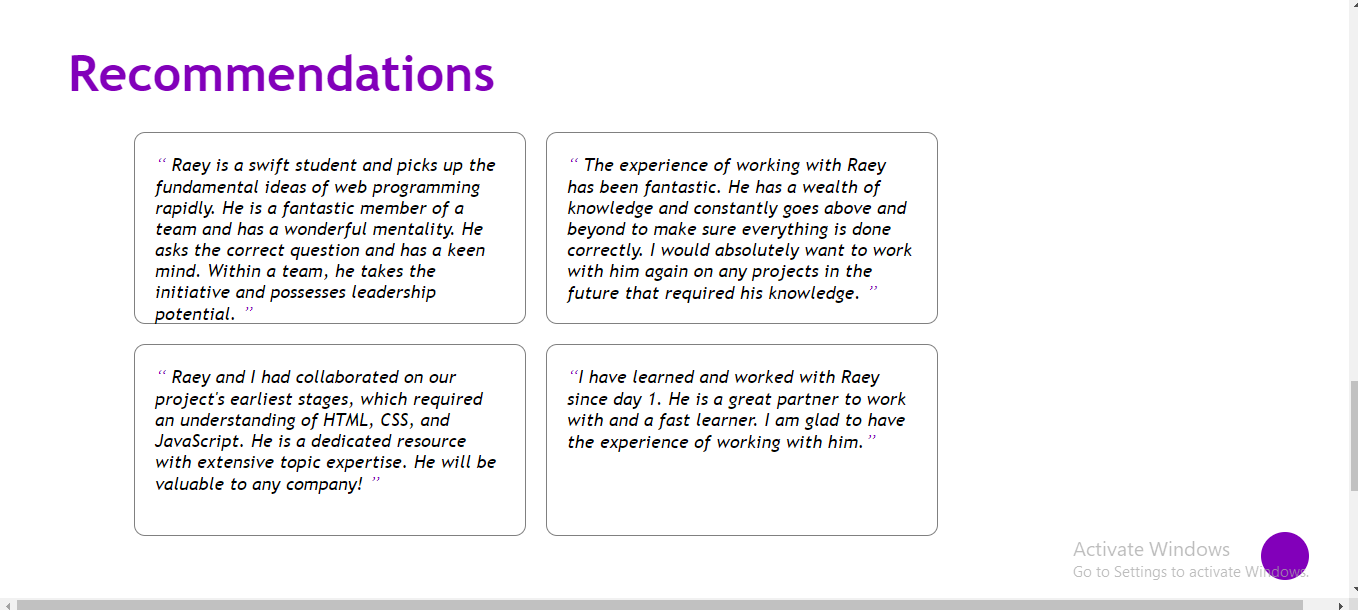 Recommendations
“ Raey is a swift student and picks up the
fundamental ideas of web programming
rapidly. He is a fantastic member of a
team and has a wonderful mentality. He
asks the correct question and has a keen
mind. Within a team, he takes the
initiative and possesses leadership
potential. ”
“ The experience of working with Raey
has been fantastic. He has a wealth of
knowledge and constantly goes above and
beyond to make sure everything is done
correctly. I would absolutely want to work
with him again on any projects in the
future that required his knowledge. ”
“ Raey and I had collaborated on our
project's earliest stages, which required
an understanding of HTML, CSS, and
JavaScript. He is a dedicated resource
with extensive topic expertise. He will be
valuable to any company! ”
“I have learned and worked with Raey
since day 1. He is a great partner to work
with and a fast learner. I am glad to have
the experience of working with him.”
Activate Windows
Go to Settings to activate Windows.